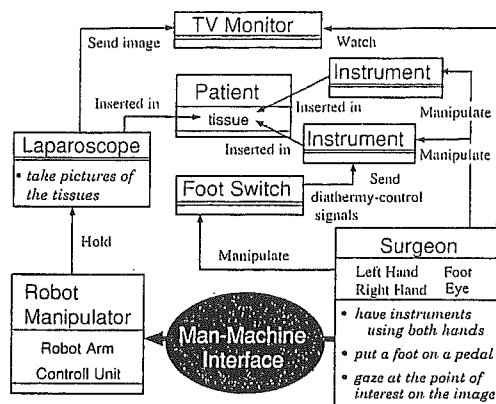 TV Monitor
Send image
Watch
Patient
tissue
Instrument
Inserted in
Inserted in
Manipulate
Instrument
Inserted in
Manipulate
Laparoscope
• take pictures of
the tissues
Foot Switch
Send
diathermy-control
signals
Hold
Manipulate
Surgeon
Left Hand Foot
Right Hand Eye
• have instruments
using both hands
• put a foot on a pedal
• gaze at the point of
interest on the image
Robot
Manipulator
Robot Arm
Controll Unit
Man-Machine
Interface